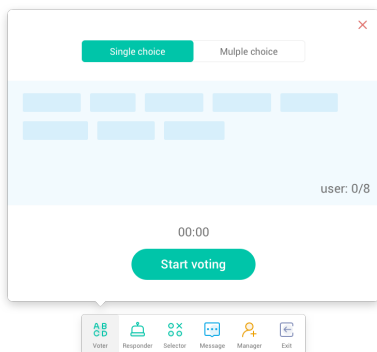 Single choice Mulple choice
user: 0/8
00:00
Start voting
A B
C D
Voter Responder Selector Message Manager Exit